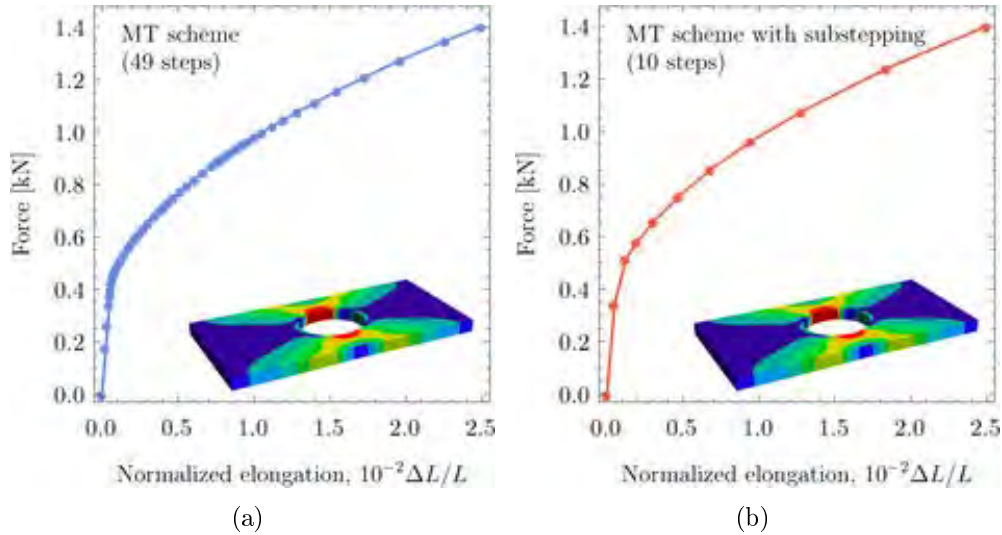 MT scheme
(49 steps)
Force [kN]
1.4
1.2
1.0
0.8
0.6
0.4
0.2
0.0
0.0 0.5 1.0 1.5 2.0 2.5
Normalized elongation, 10⁻²ΔL/L
(a)
MT scheme with substepping
(10 steps)
Force [kN]
1.4
1.2
1.0
0.8
0.6
0.4
0.2
0.0
0.0 0.5 1.0 1.5 2.0 2.5
Normalized elongation, 10⁻²ΔL/L
(b)